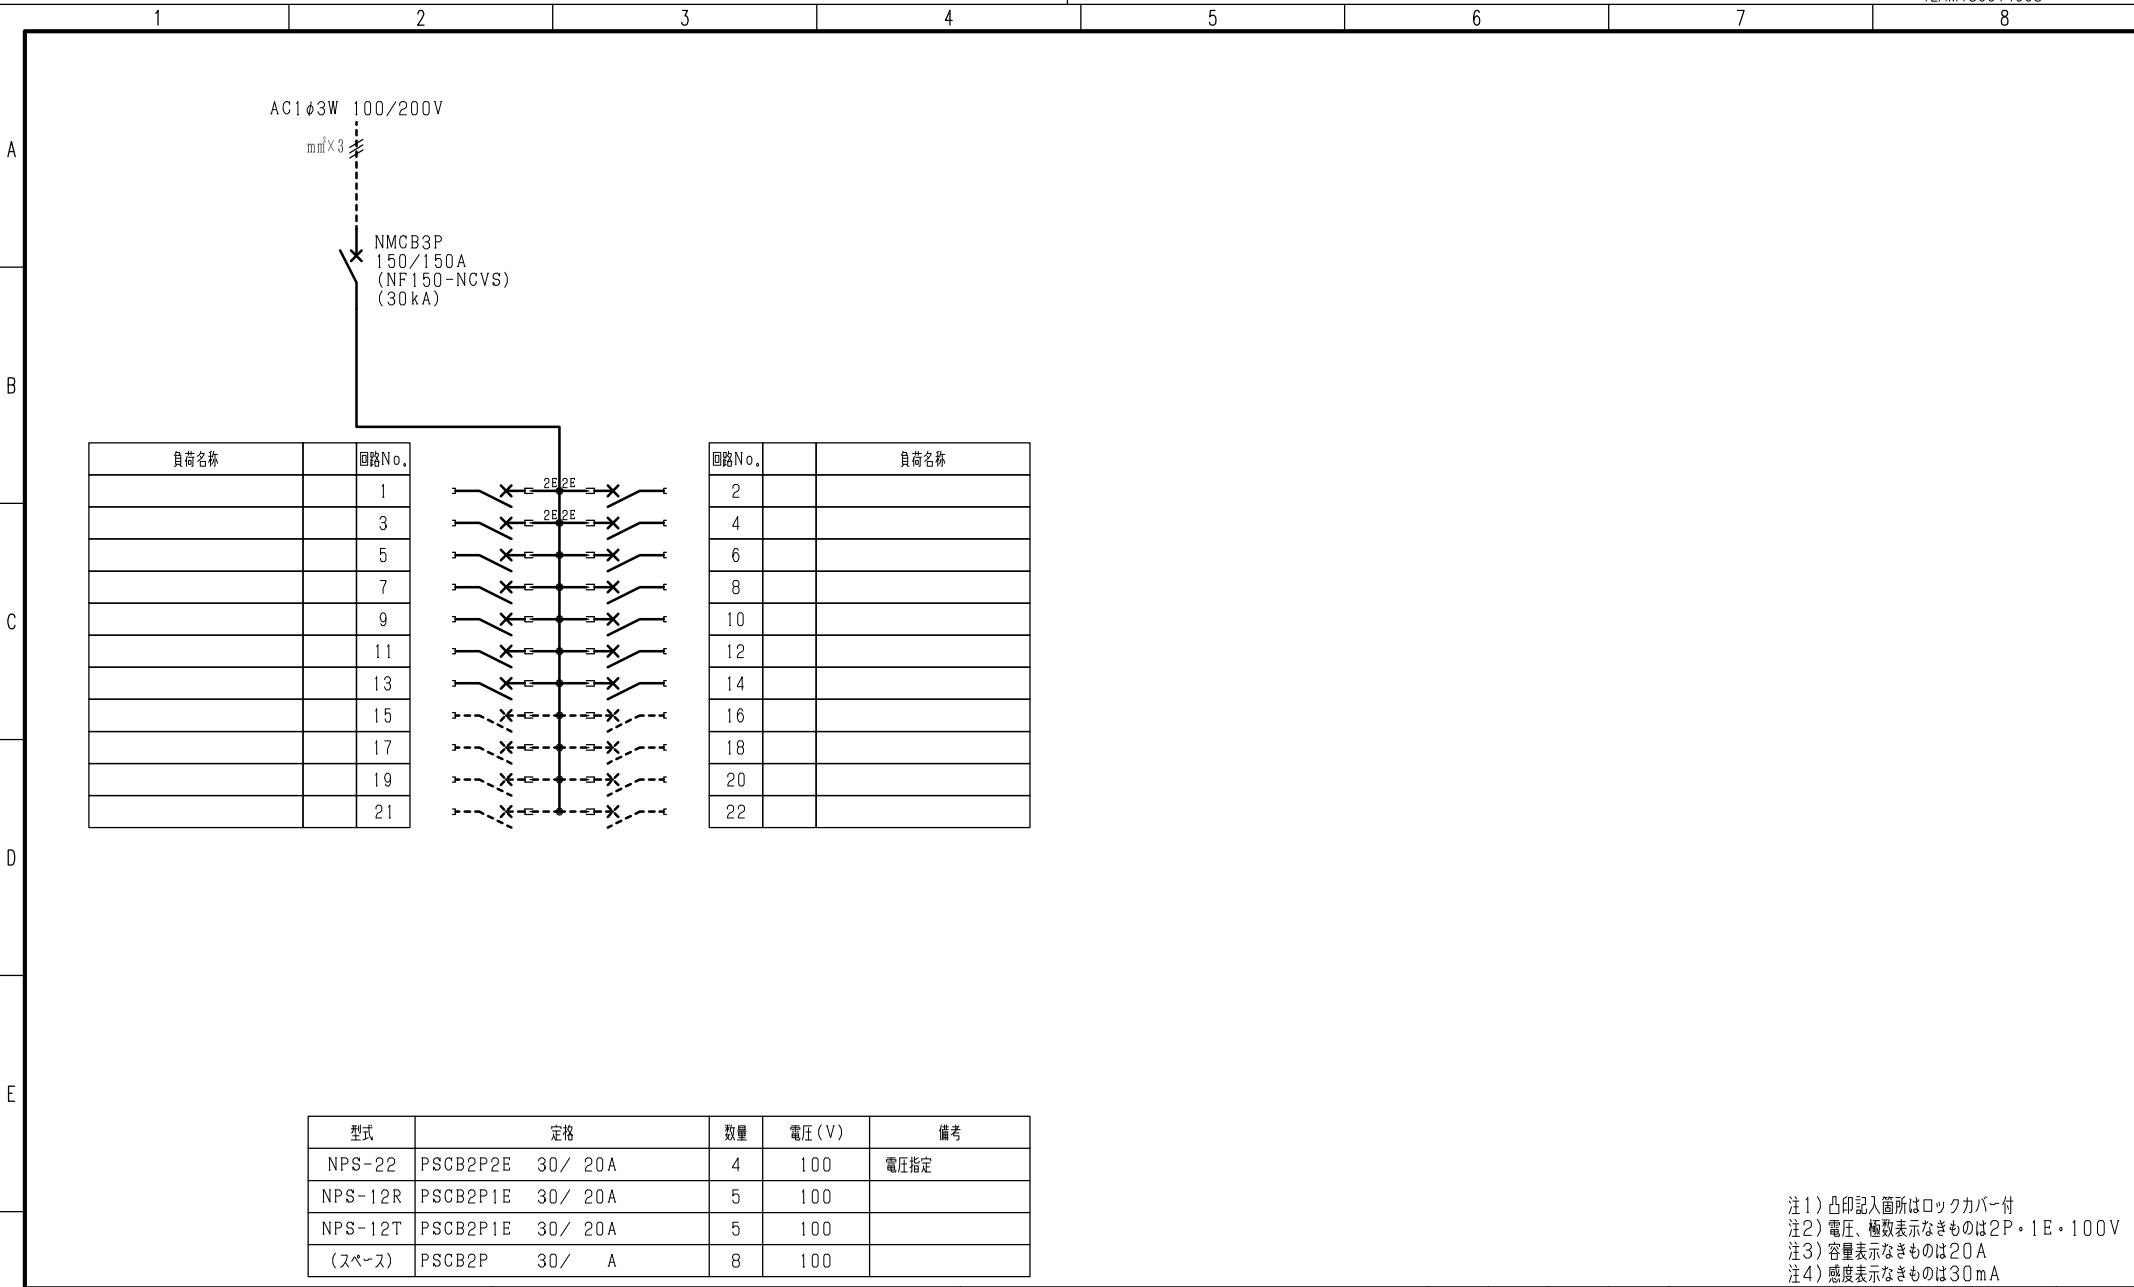 1 2 3 4 5 6 7 8
A
B
C
D
E
AC1φ3W 100/200V
mm²×3
NMCB3P
150/150A
(NF150-NCVS)
(30kA)
負荷名称 回路No. 回路No. 負荷名称
1 2E 2E 2
3 2E 2E 4
5 6
7 8
9 10
11 12
13 14
15 16
17 18
19 20
21 22
型式 定格 数量 電圧(V) 備考
NPS-22 PSCB2P2E 30/ 20A 4 100 電圧指定
NPS-12R PSCB2P1E 30/ 20A 5 100
NPS-12T PSCB2P1E 30/ 20A 5 100
(スペース) PSCB2P 30/ A 8 100
注1)凸印記入箇所はロックカバー付
注2)電圧、極数表示なきものは2P・1E・100V
注3)容量表示なきものは20A
注4)感度表示なきものは30mA